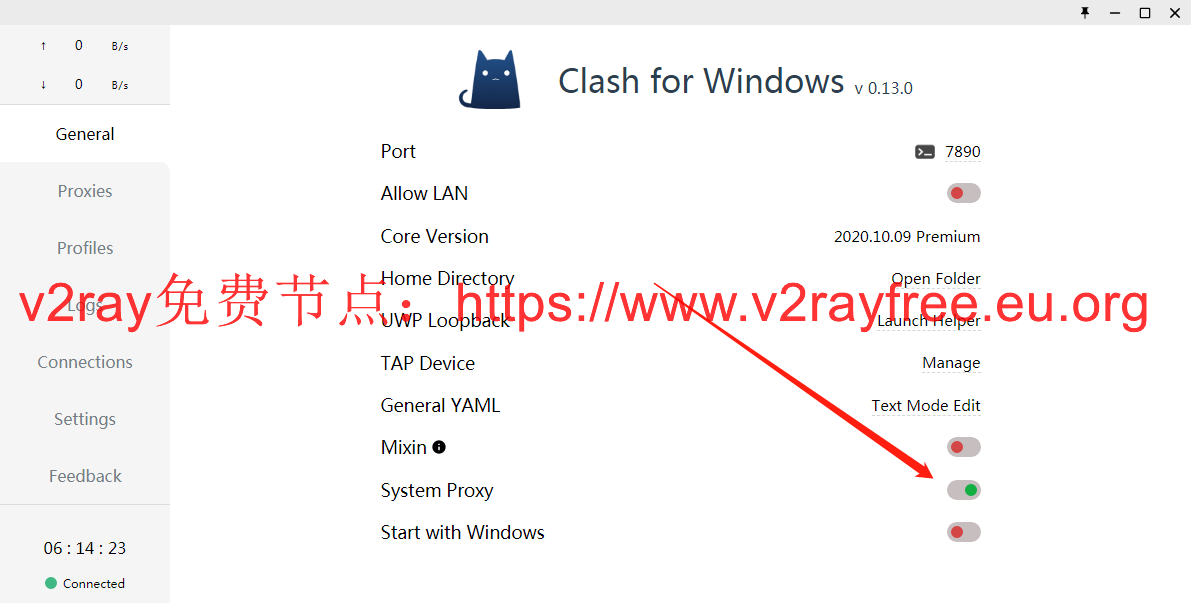 ↑ 0 B/s
↓ 0 B/s
General
Proxies
Profiles
Logs
Connections
Settings
Feedback
06 : 14 : 23
Connected
Clash for Windows v 0.13.0
Port 7890
Allow LAN
Core Version 2020.10.09 Premium
Home Directory Open Folder
v2ray免费节点：https://www.v2rayfree.eu.org
UWP Loopback Launch Helper
TAP Device Manage
General YAML Text Mode Edit
Mixin
System Proxy
Start with Windows